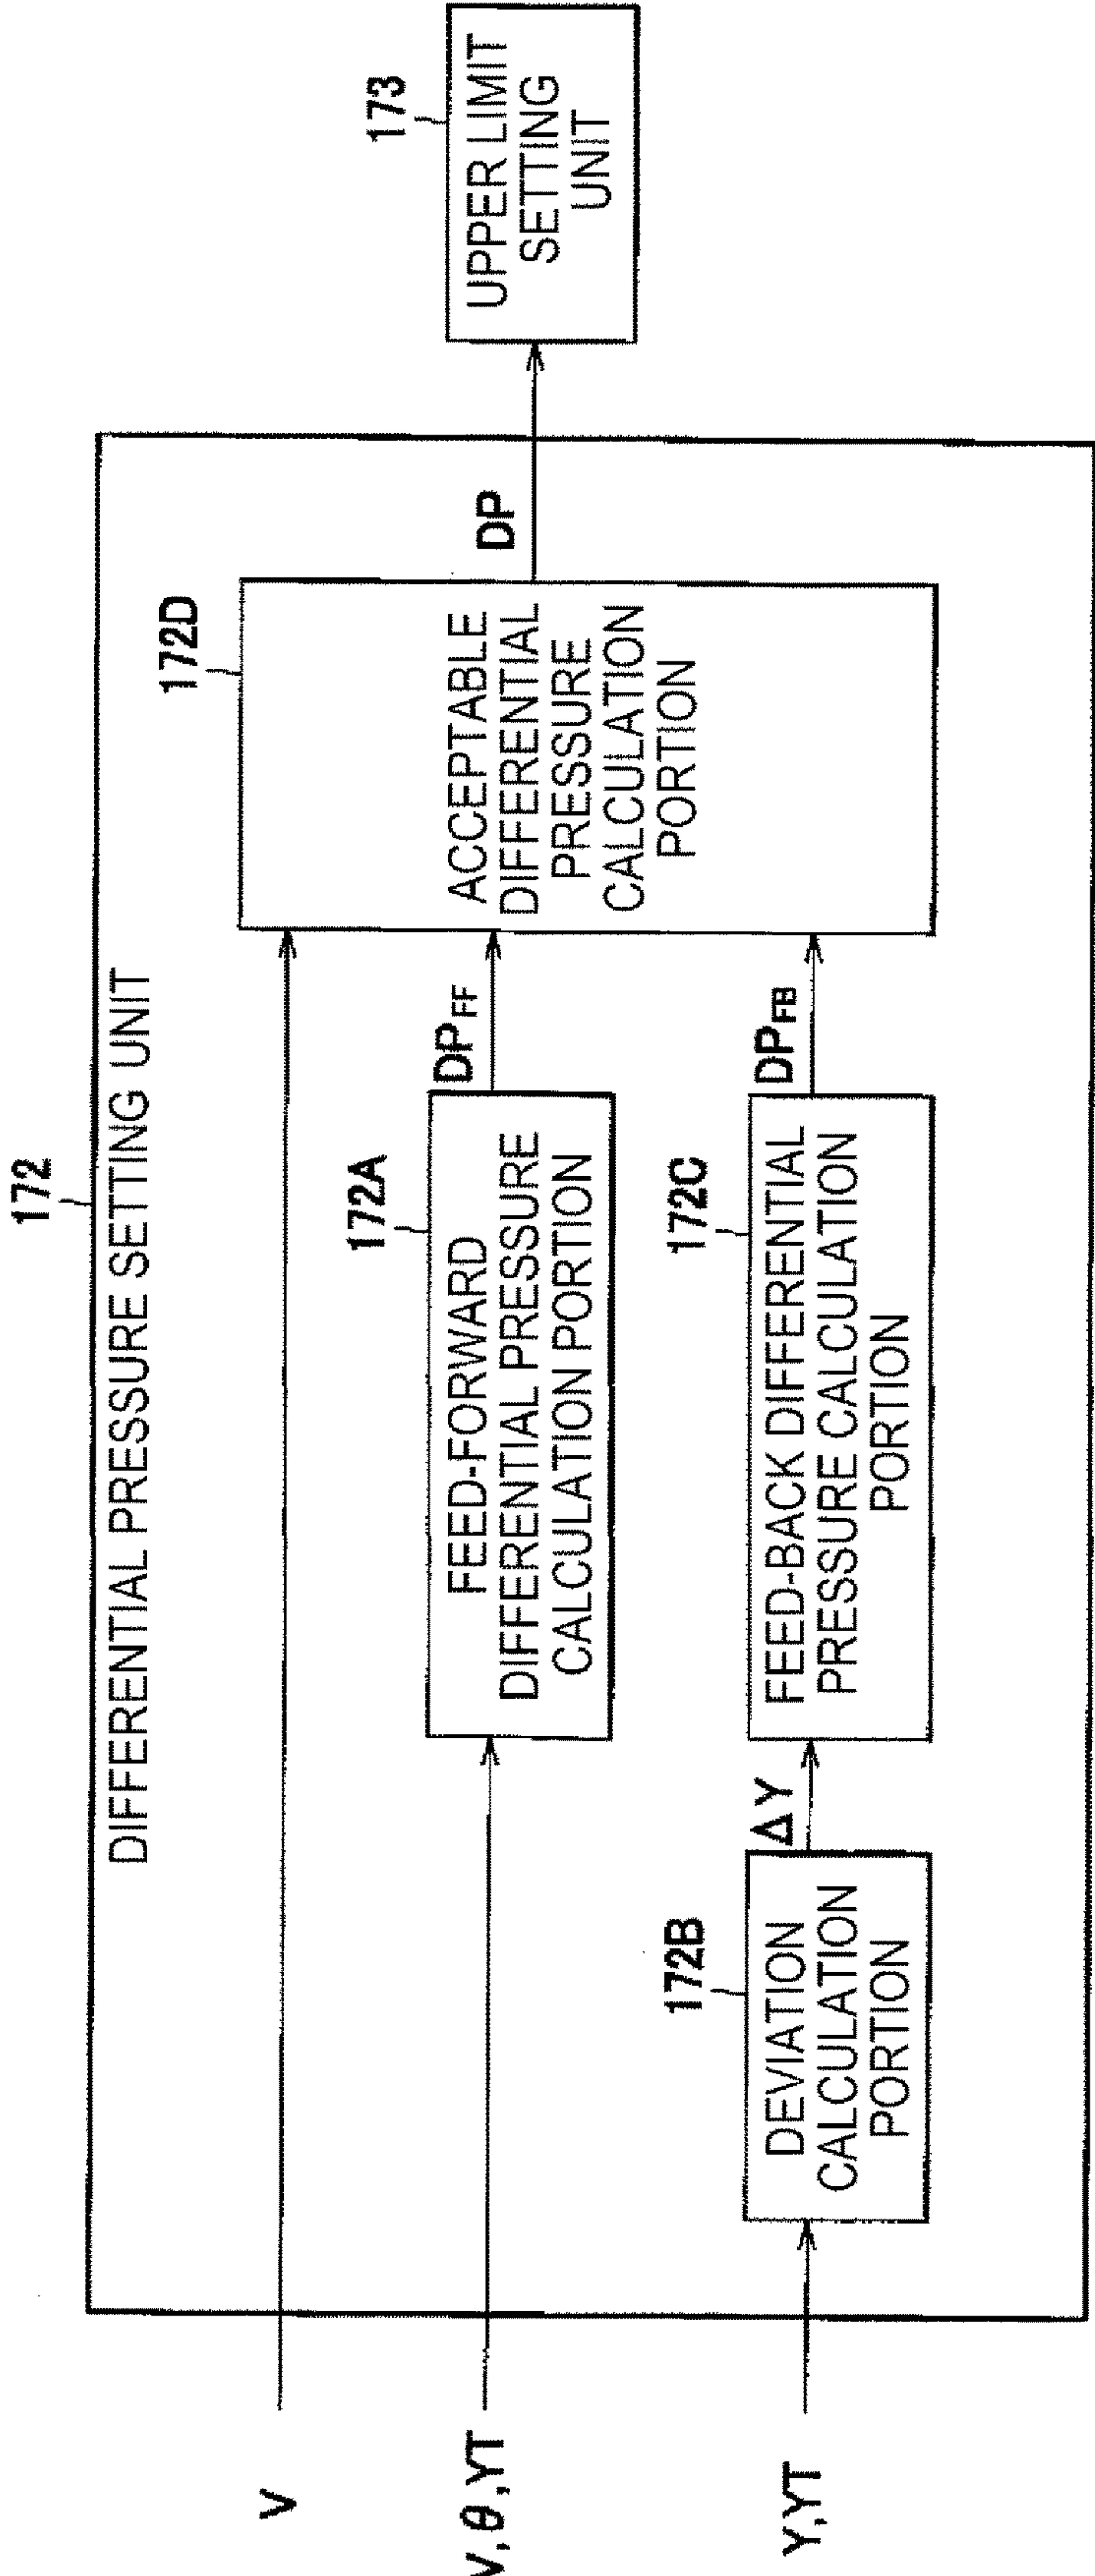 172
DIFFERENTIAL PRESSURE SETTING UNIT
V
V, θ, YT
Y, YT
172A
FEED-FORWARD
DIFFERENTIAL PRESSURE
CALCULATION PORTION
DPFF
172B
DEVIATION
CALCULATION
PORTION
ΔY
172C
FEED-BACK DIFFERENTIAL
PRESSURE CALCULATION
PORTION
DPFB
172D
ACCEPTABLE
DIFFERENTIAL
PRESSURE
CALCULATION
PORTION
DP
173
UPPER LIMIT
SETTING
UNIT